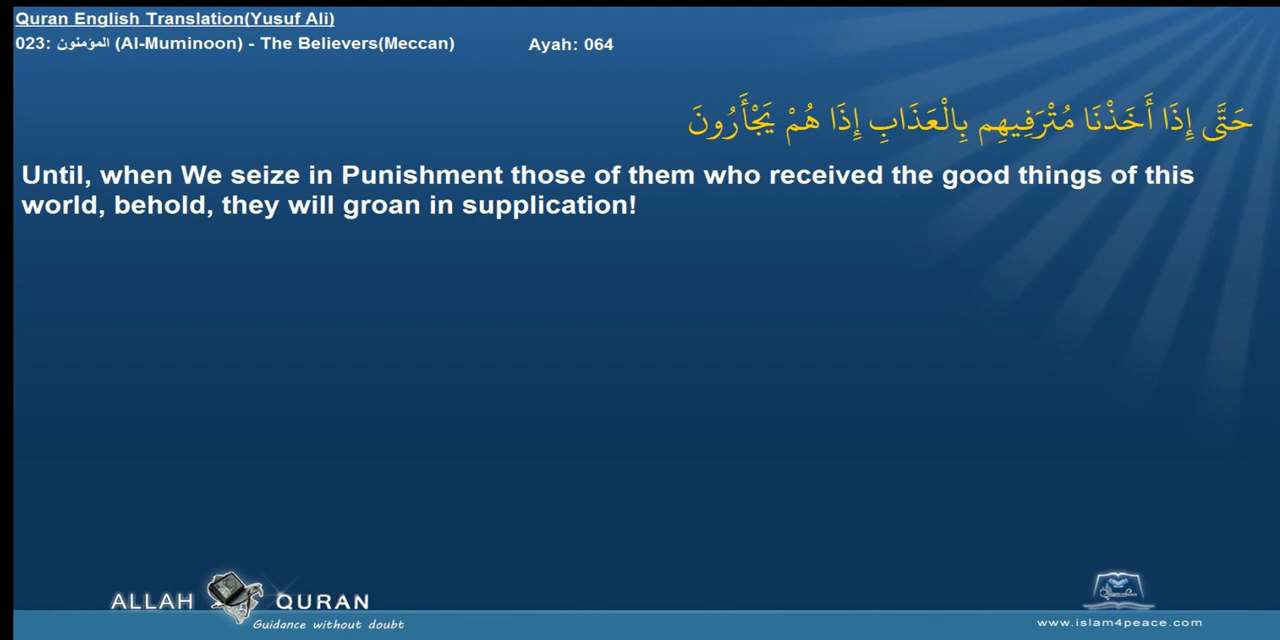 Quran English Translation(Yusuf Ali)
023: المؤمنون (Al-Muminoon) - The Believers(Meccan) Ayah: 064
حَتَّى إِذَا أَخَذْنَا مُتْرَفِيهِم بِالْعَذَابِ إِذَا هُمْ يَجْأَرُونَ
Until, when We seize in Punishment those of them who received the good things of this
world, behold, they will groan in supplication!
ALLAH QURAN
Guidance without doubt
www.islam4peace.com